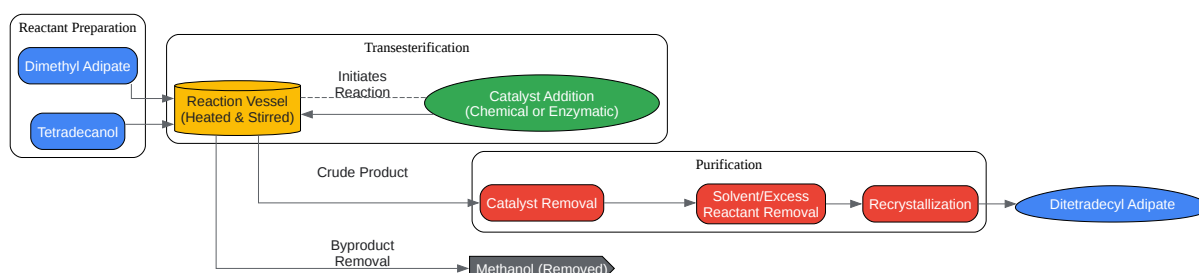 Reactant Preparation
Dimethyl Adipate
Tetradecanol
Transesterification
Reaction Vessel
(Heated & Stirred)
Initiates
Reaction
Catalyst Addition
(Chemical or Enzymatic)
Crude Product
Purification
Catalyst Removal
Solvent/Excess
Reactant Removal
Recrystallization
Ditetradecyl Adipate
Byproduct
Removal
Methanol (Removed)